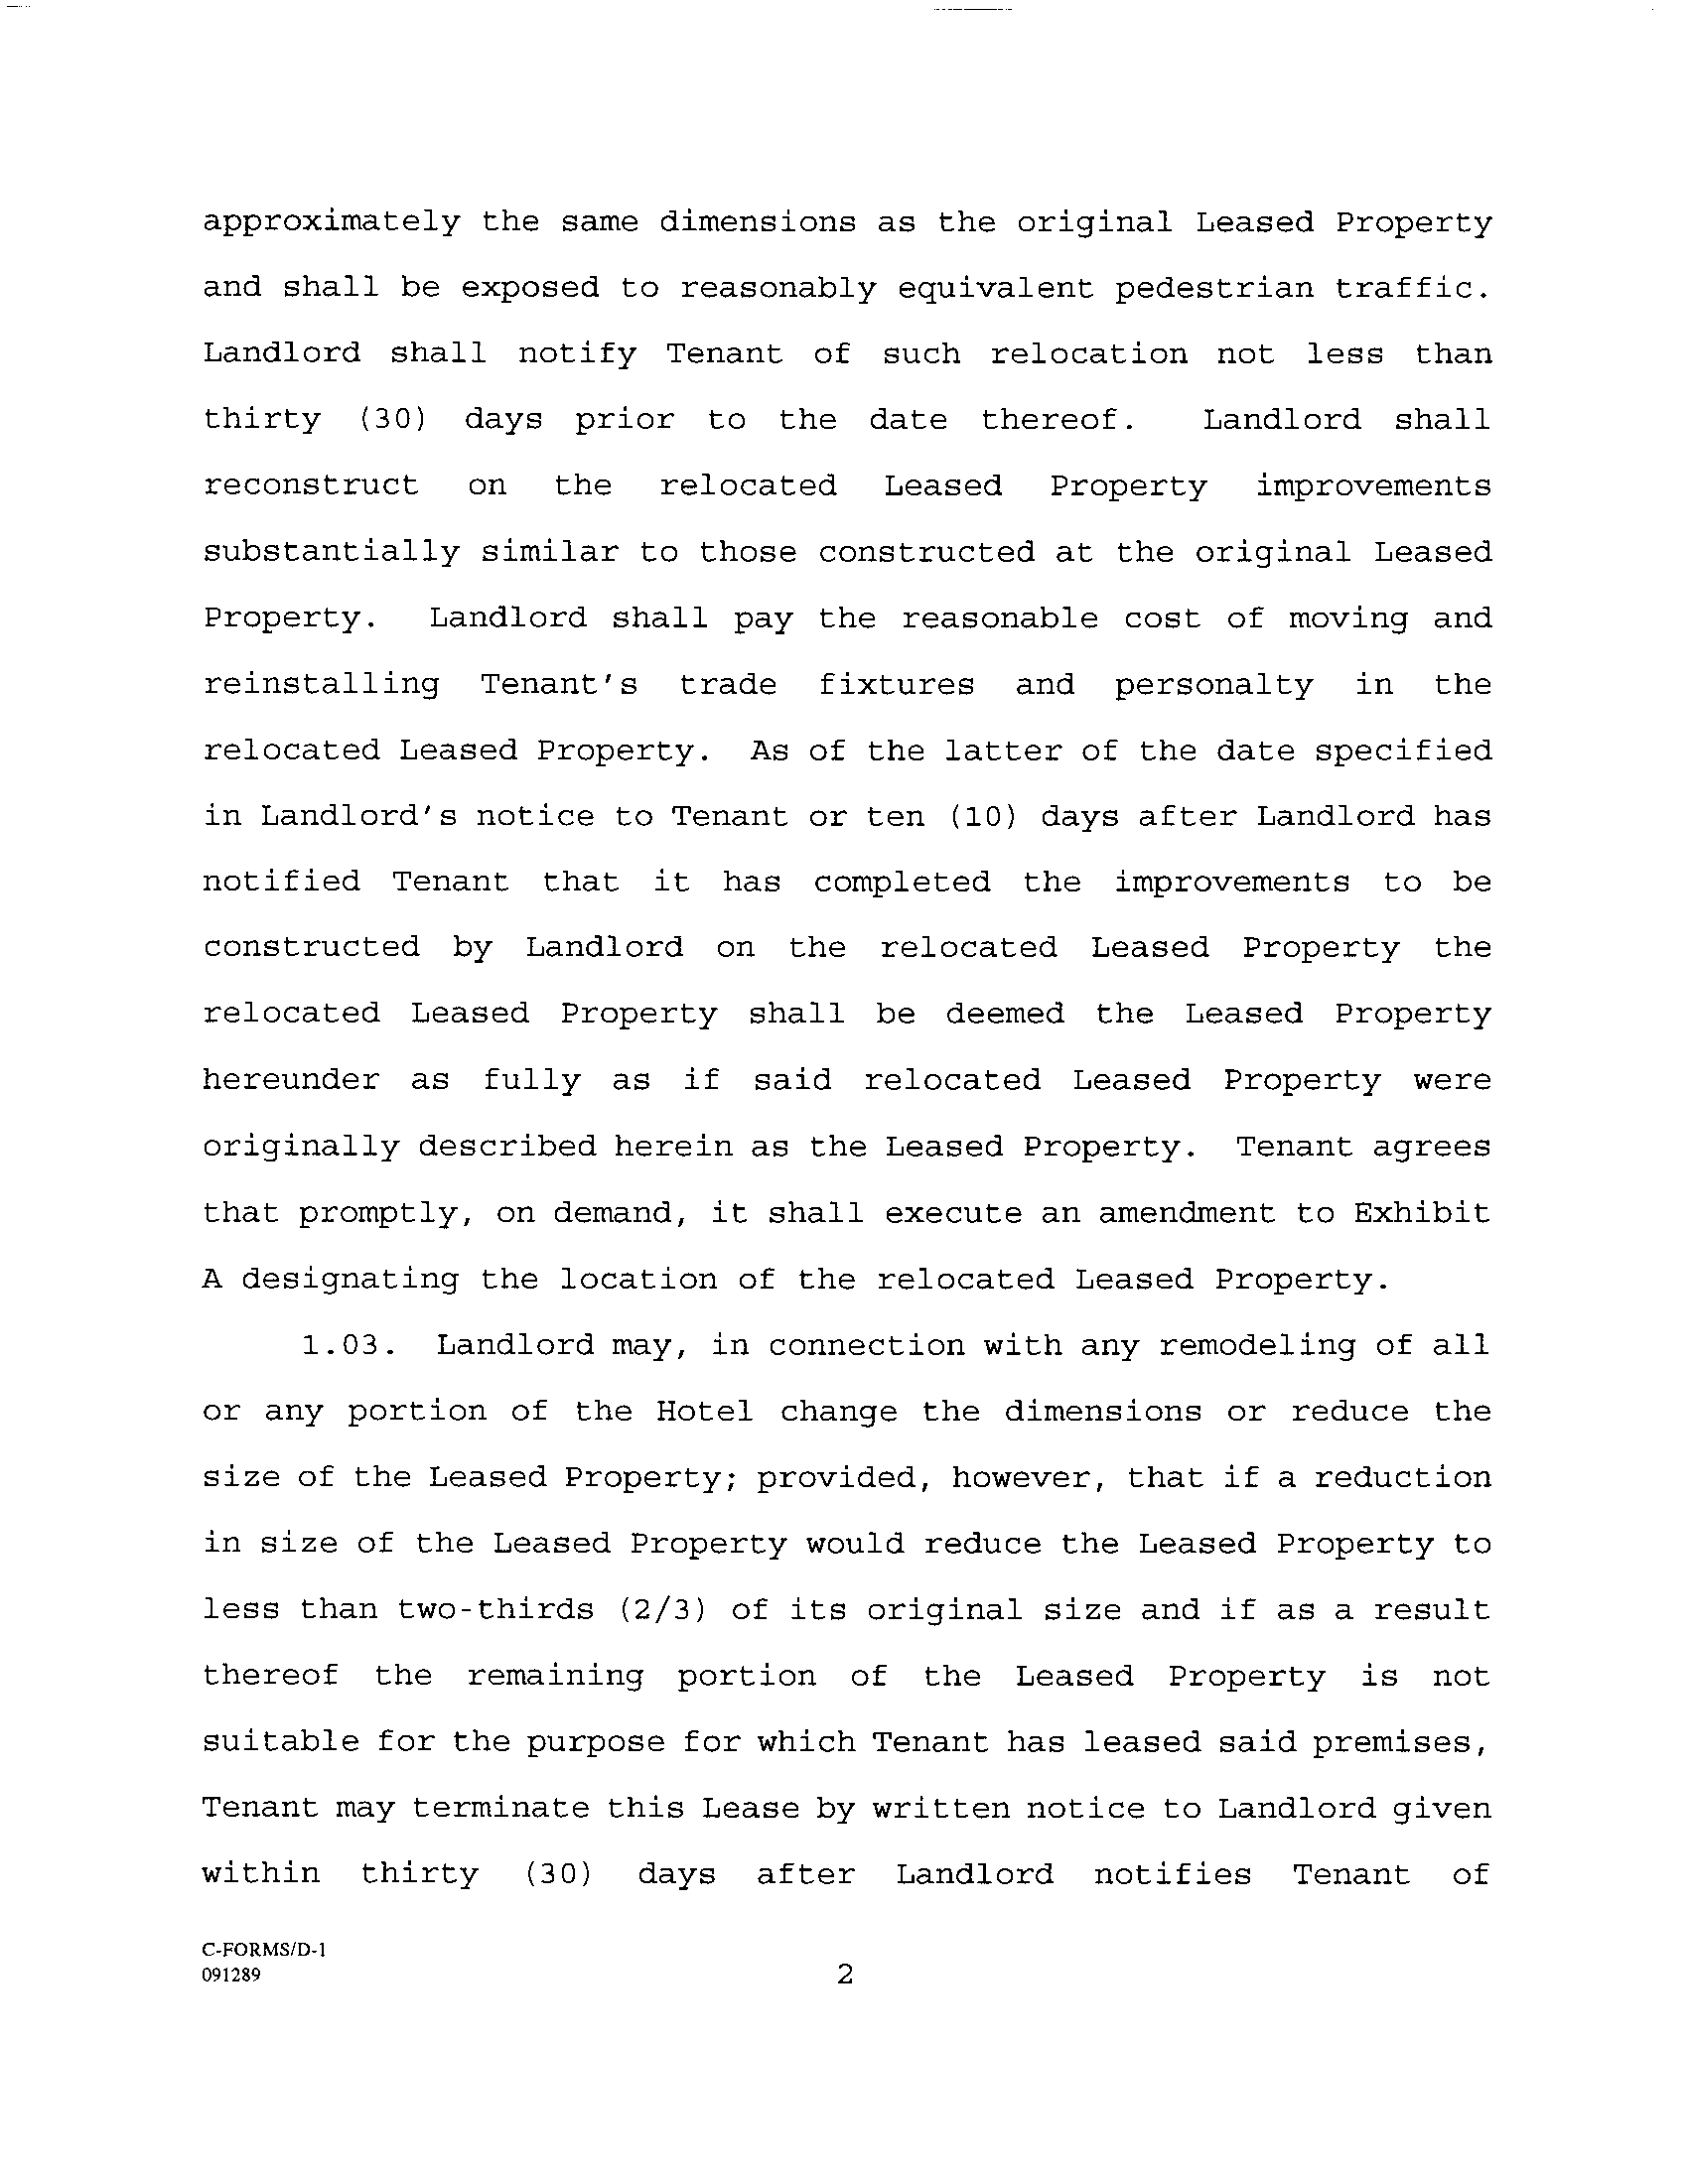 approximately the same dimensions as the original Leased Property
and shall be exposed to reasonably equivalent pedestrian traffic.
Landlord shall notify Tenant of such relocation not less than
thirty (30) days prior to the date thereof. Landlord shall
reconstruct on the relocated Leased Property improvements
substantially similar to those constructed at the original Leased
Property. Landlord shall pay the reasonable cost of moving and
reinstalling Tenant's trade fixtures and personalty in the
relocated Leased Property. As of the latter of the date specified
in Landlord's notice to Tenant or ten (10) days after Landlord has
notified Tenant that it has completed the improvements to be
constructed by Landlord on the relocated Leased Property the
relocated Leased Property shall be deemed the Leased Property
hereunder as fully as if said relocated Leased Property were
originally described herein as the Leased Property. Tenant agrees
that promptly, on demand, it shall execute an amendment to Exhibit
A designating the location of the relocated Leased Property.
1.03. Landlord may, in connection with any remodeling of all
or any portion of the Hotel change the dimensions or reduce the
size of the Leased Property; provided, however, that if a reduction
in size of the Leased Property would reduce the Leased Property to
less than two-thirds (2/3) of its original size and if as a result
thereof the remaining portion of the Leased Property is not
suitable for the purpose for which Tenant has leased said premises,
Tenant may terminate this Lease by written notice to Landlord given
within thirty (30) days after Landlord notifies Tenant of
C-FORMS/D-1
091289
2